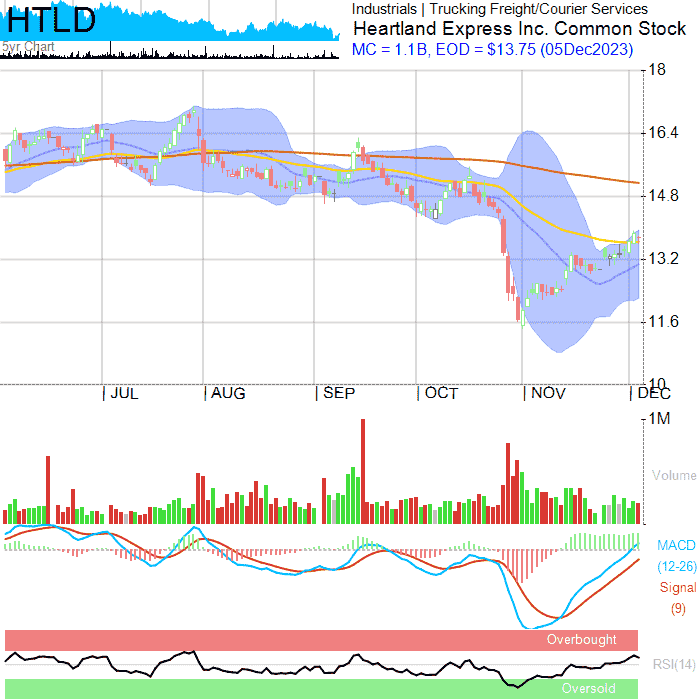 HTLD
5yr Chart
Industrials | Trucking Freight/Courier Services
Heartland Express Inc. Common Stock
MC = 1.1B, EOD = $13.75 (05Dec2023)
18
16.4
14.8
13.2
11.6
10
JUL AUG SEP OCT NOV DEC
1M
Volume
MACD
(12-26)
Signal
(9)
Overbought
RSI(14)
Oversold